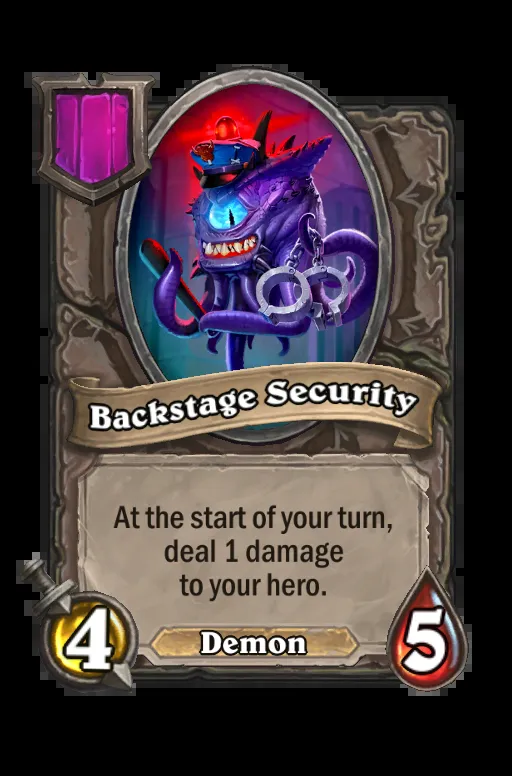 Backstage Security
At the start of your turn,
deal 1 damage
to your hero.
4
Demon
5